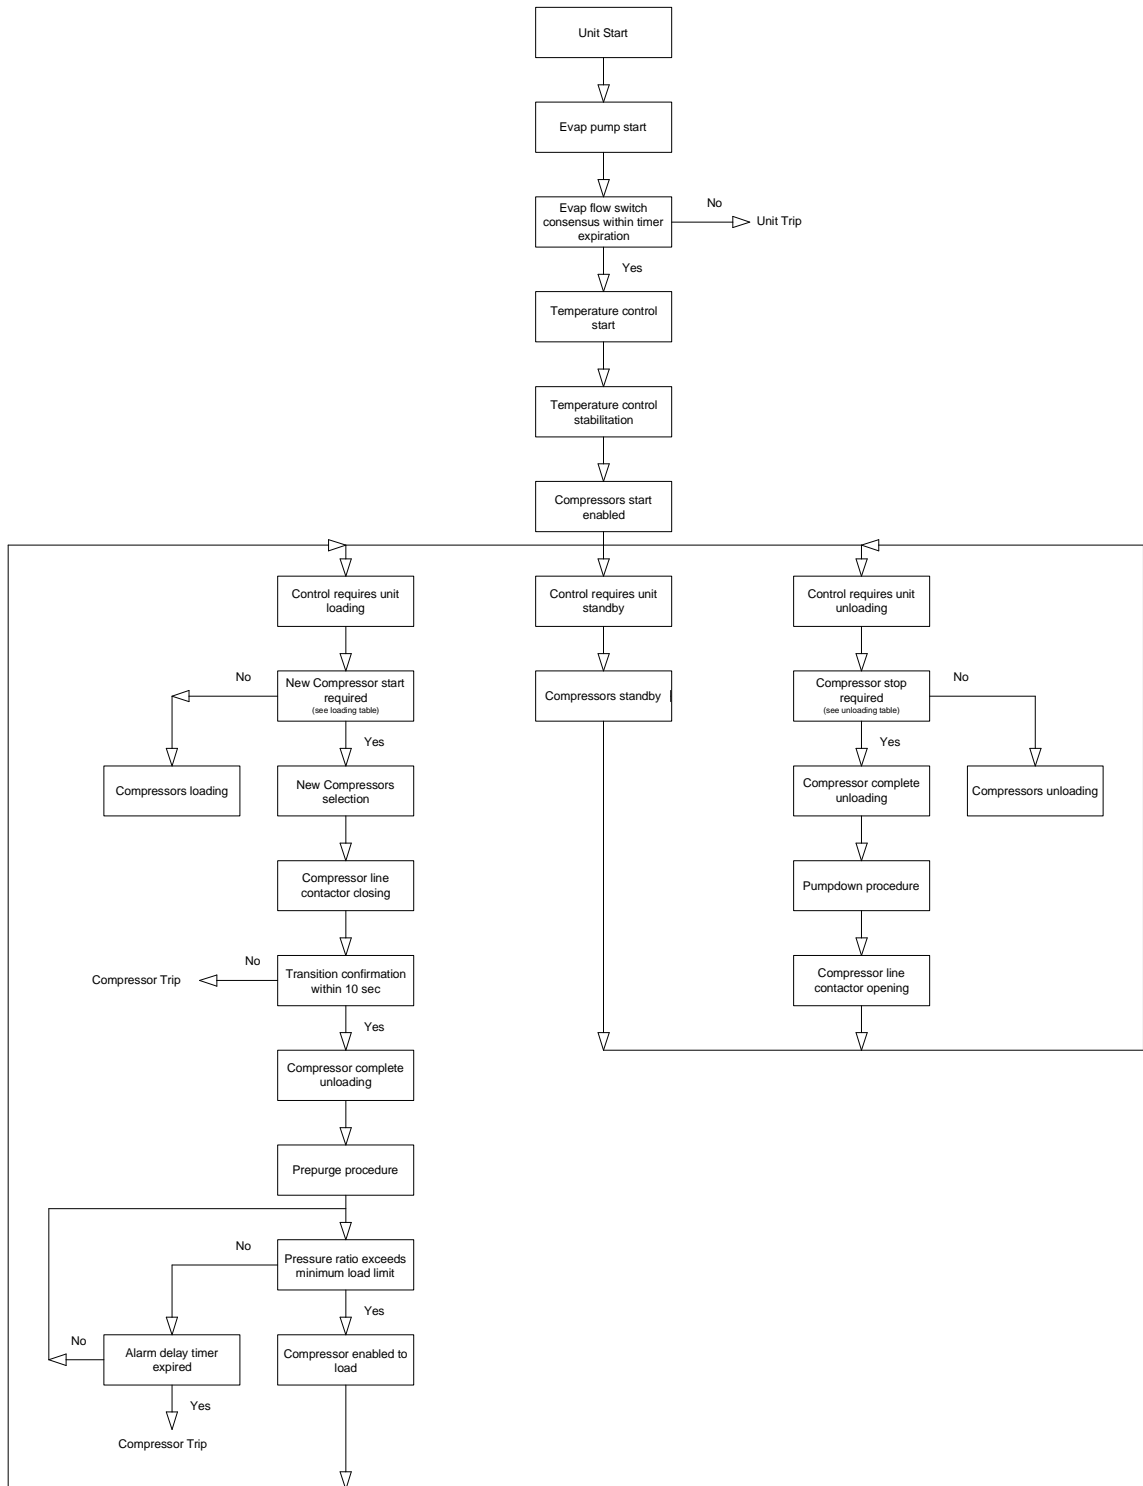 Unit Start
Evap pump start
Evap flow switch
consensus within timer
expiration
No
Unit Trip
Yes
Temperature control
start
Temperature control
stabilitation
Compressors start
enabled
Control requires unit
loading
Control requires unit
standby
Control requires unit
unloading
No
New Compressor start
required
(see loading table)
Compressors standby
Compressor stop
required
(see unloading table)
No
Yes
Yes
Compressors loading
New Compressors
selection
Compressor complete
unloading
Compressors unloading
Compressor line
contactor closing
Pumpdown procedure
Compressor Trip
No
Transition confirmation
within 10 sec
Compressor line
contactor opening
Yes
Compressor complete
unloading
Prepurge procedure
No
Pressure ratio exceeds
minimum load limit
Yes
No
Alarm delay timer
expired
Compressor enabled to
load
Yes
Compressor Trip